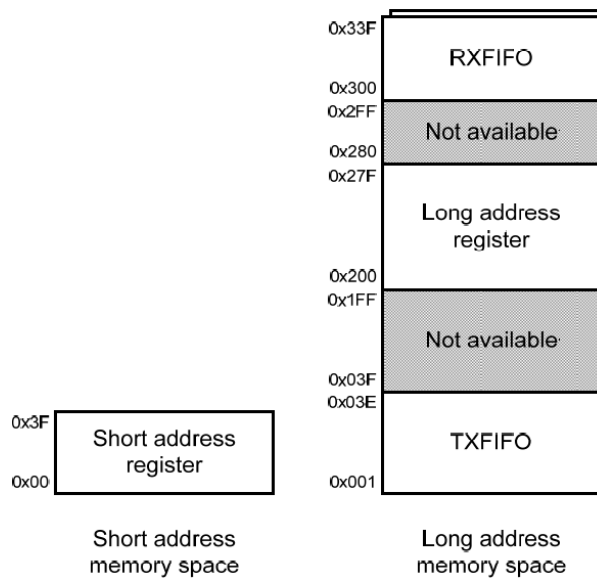 0x33F
RXFIFO
0x300
0x2FF
Not available
0x280
0x27F
Long address
register
0x200
0x1FF
Not available
0x03F
0x03E
TXFIFO
0x001
0x3F
Short address
register
0x00
Short address
memory space
Long address
memory space